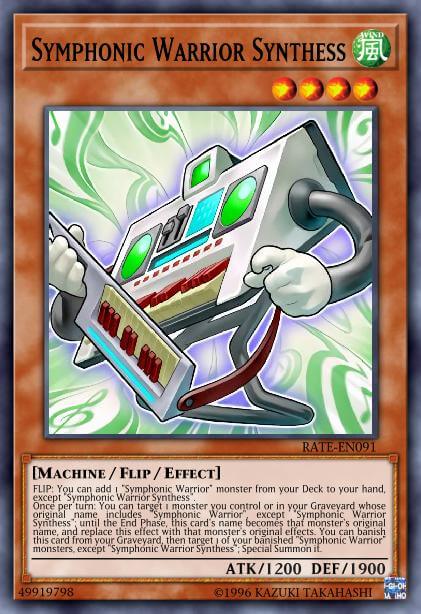 SYMPHONIC WARRIOR SYNTHESS
WIND
風
RATE-EN091
[MACHINE / FLIP / EFFECT]
FLIP: You can add 1 "Symphonic Warrior" monster from your Deck to your hand,
except "Symphonic Warrior Synthess".
Once per turn: You can target 1 monster you control or in your Graveyard whose
original name includes "Symphonic Warrior", except "Symphonic Warrior
Synthess"; until the End Phase, this card's name becomes that monster's original
name, and replace this effect with that monster's original effects. You can banish
this card from your Graveyard, then target 1 of your banished "Symphonic Warrior"
monsters, except "Symphonic Warrior Synthess"; Special Summon it.
ATK/1200 DEF/1900
49919798
©1996 KAZUKI TAKAHASHI